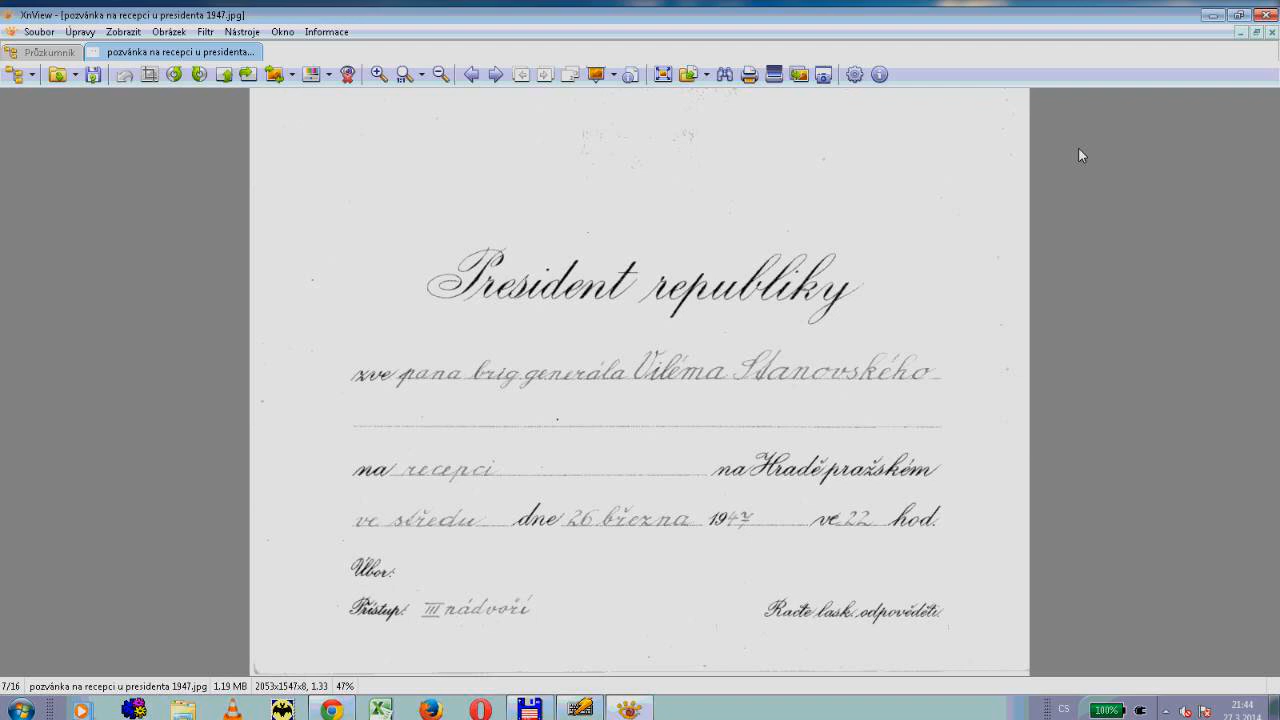 XnView - [pozvánka na recepci u presidenta 1947.jpg]
Soubor Úpravy Zobrazit Obrázek Filtr Nástroje Okno Informace
Průzkumník pozvánka na recepci u presidenta...
President republiky
zve pana brig generála Viléma Stanovského
na recepci na Hradě pražském
ve středu dne 26 března 1947 ve 22 hod.
Úbor:
Přístup: III nádvoří Račte lask. odpověděti.
7/16 pozvánka na recepci u presidenta 1947.jpg 1.19 MB 2053x1547x8, 1.33 47%
CS 100% 21:44
27.3.2014